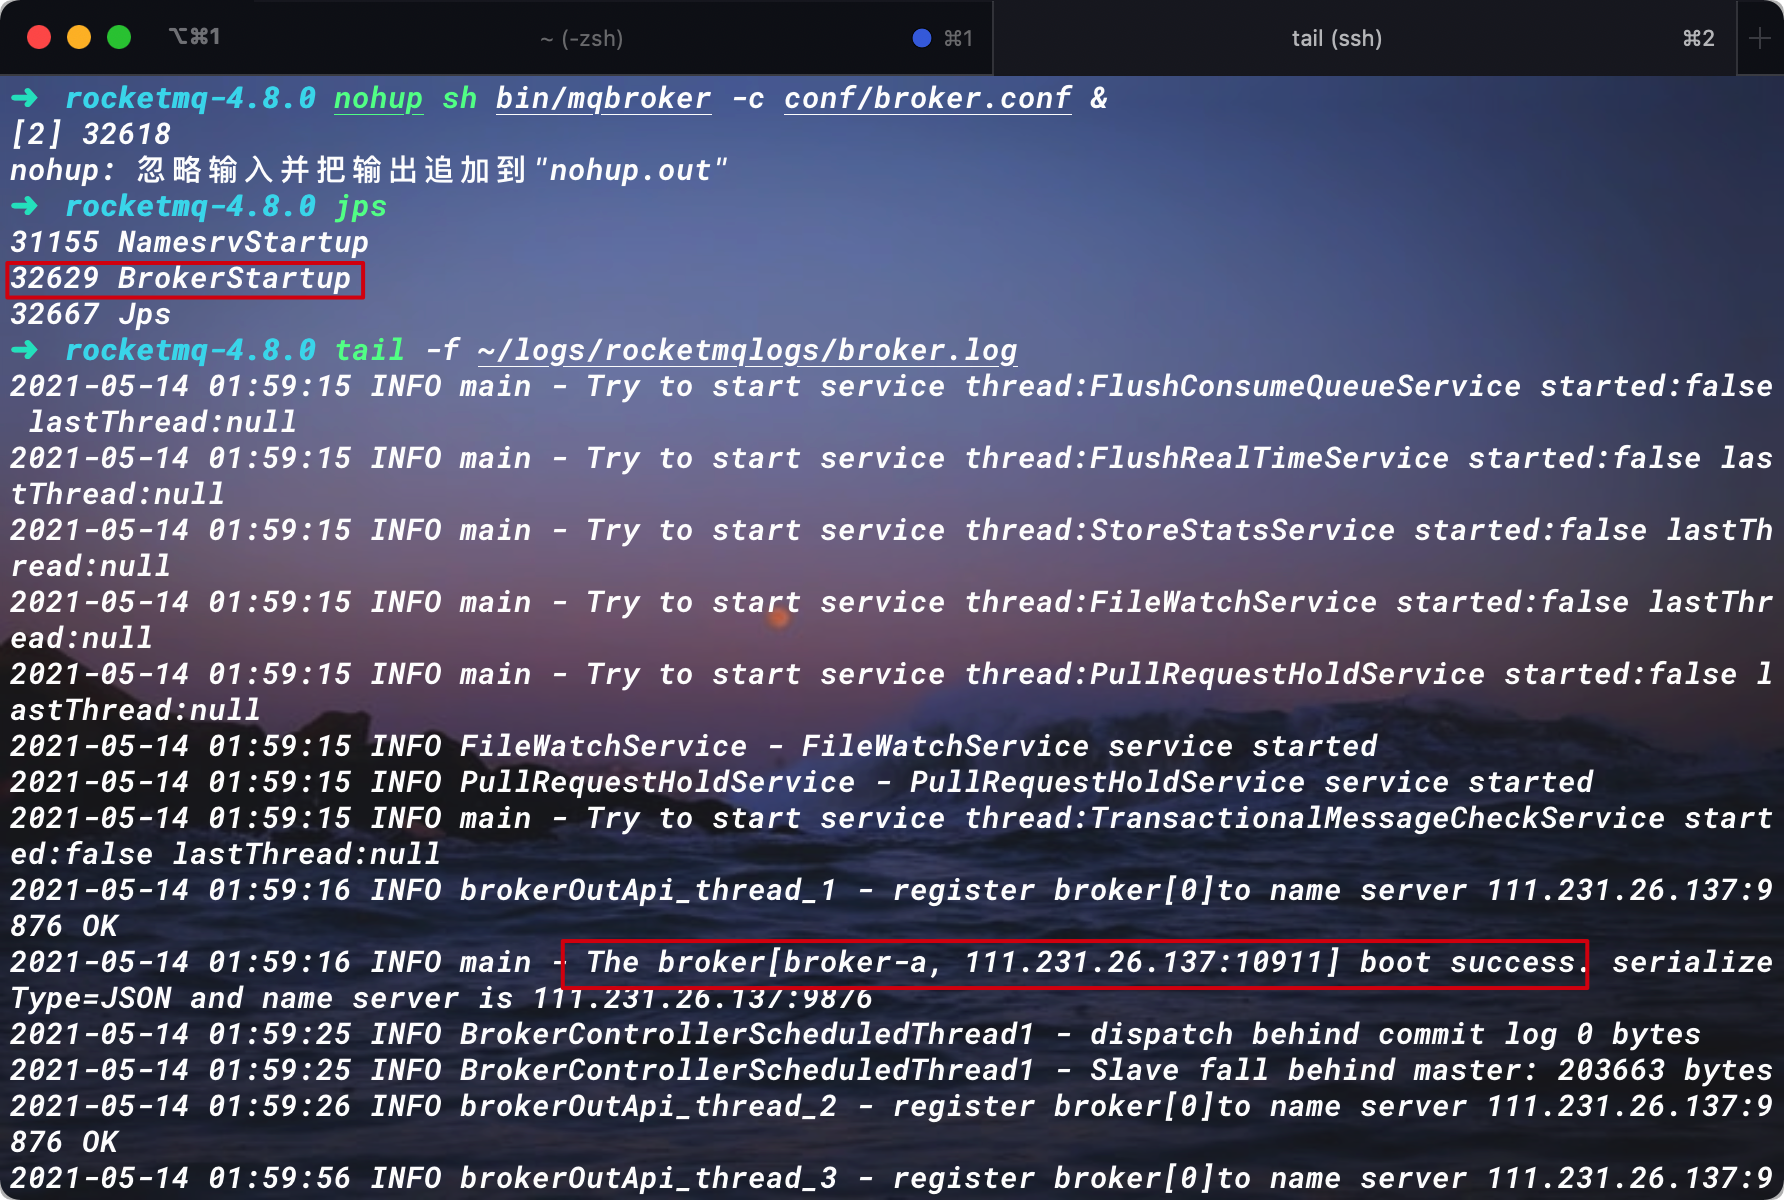 ⌥⌘1
~ (-zsh)
⌘1
tail (ssh)
⌘2
➜ rocketmq-4.8.0 nohup sh bin/mqbroker -c conf/broker.conf &
[2] 32618
nohup: 忽略输入并把输出追加到"nohup.out"
➜ rocketmq-4.8.0 jps
31155 NamesrvStartup
32629 BrokerStartup
32667 Jps
➜ rocketmq-4.8.0 tail -f ~/logs/rocketmqlogs/broker.log
2021-05-14 01:59:15 INFO main - Try to start service thread:FlushConsumeQueueService started:false
lastThread:null
2021-05-14 01:59:15 INFO main - Try to start service thread:FlushRealTimeService started:false las
tThread:null
2021-05-14 01:59:15 INFO main - Try to start service thread:StoreStatsService started:false lastTh
read:null
2021-05-14 01:59:15 INFO main - Try to start service thread:FileWatchService started:false lastThr
ead:null
2021-05-14 01:59:15 INFO main - Try to start service thread:PullRequestHoldService started:false l
astThread:null
2021-05-14 01:59:15 INFO FileWatchService - FileWatchService service started
2021-05-14 01:59:15 INFO PullRequestHoldService - PullRequestHoldService service started
2021-05-14 01:59:15 INFO main - Try to start service thread:TransactionalMessageCheckService start
ed:false lastThread:null
2021-05-14 01:59:16 INFO brokerOutApi_thread_1 - register broker[0]to name server 111.231.26.137:9
876 OK
2021-05-14 01:59:16 INFO main - The broker[broker-a, 111.231.26.137:10911] boot success. serialize
Type=JSON and name server is 111.231.26.137:9876
2021-05-14 01:59:25 INFO BrokerControllerScheduledThread1 - dispatch behind commit log 0 bytes
2021-05-14 01:59:25 INFO BrokerControllerScheduledThread1 - Slave fall behind master: 203663 bytes
2021-05-14 01:59:26 INFO brokerOutApi_thread_2 - register broker[0]to name server 111.231.26.137:9
876 OK
2021-05-14 01:59:56 INFO brokerOutApi_thread_3 - register broker[0]to name server 111.231.26.137:9